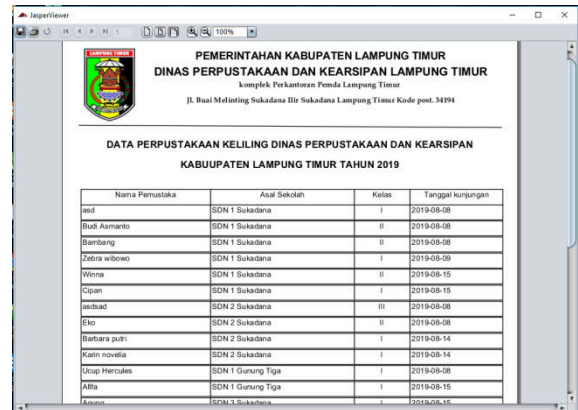 JasperViewer
100%
LAMPUNG TIMUR
PEMERINTAHAN KABUPATEN LAMPUNG TIMUR
DINAS PERPUSTAKAAN DAN KEARSIPAN LAMPUNG TIMUR
komplek Perkantoran Pemda Lampung Timur
Jl. Buai Melinting Sukadana Ilir Sukadana Lampung Timur Kode post. 34194
DATA PERPUSTAKAAN KELILING DINAS PERPUSTAKAAN DAN KEARSIPAN
KABUUPATEN LAMPUNG TIMUR TAHUN 2019
Nama Pemustaka Asal Sekolah Kelas Tanggal kunjungan
asd SDN 1 Sukadana I 2019-08-08
Budi Asmanto SDN 1 Sukadana II 2019-08-08
Bambang SDN 1 Sukadana II 2019-08-08
Zebra wibowo SDN 1 Sukadana I 2019-08-09
Winna SDN 1 Sukadana II 2019-08-15
Cipan SDN 1 Sukadana I 2019-08-15
asdsad SDN 2 Sukadana III 2019-08-08
Eko SDN 2 Sukadana II 2019-08-08
Barbara putri SDN 2 Sukadana I 2019-08-14
Karin novelia SDN 2 Sukadana I 2019-08-14
Ucup Hercules SDN 1 Gunung Tiga I 2019-08-08
Afifa SDN 1 Gunung Tiga I 2019-08-15
Agung SDN 3 Sukadana I 2019-08-15